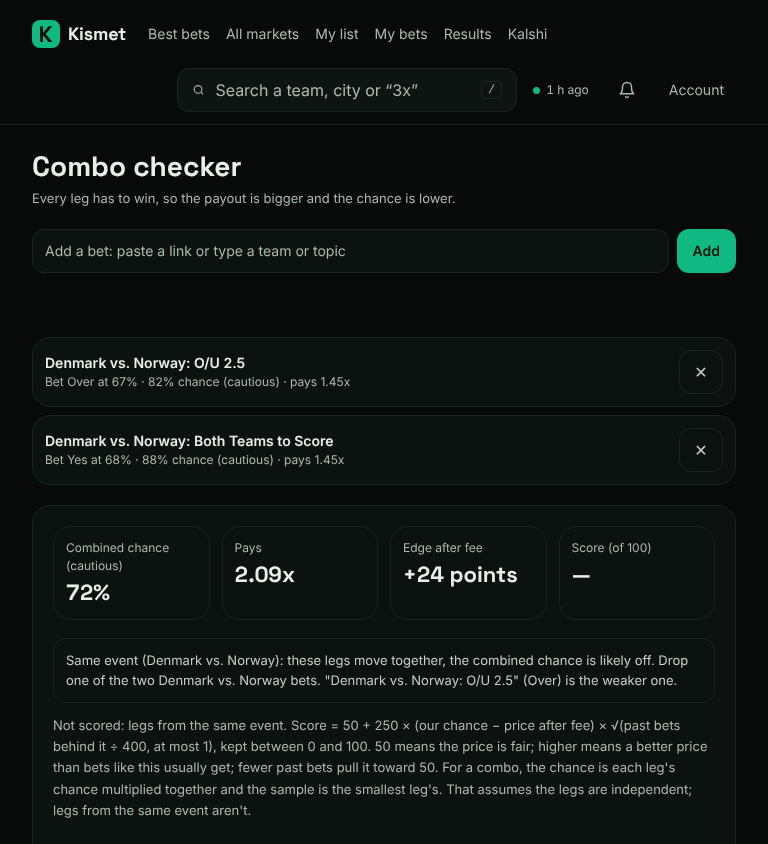 K Kismet Best bets All markets My list My bets Results Kalshi
Search a team, city or “3x” / 1 h ago Account
Combo checker
Every leg has to win, so the payout is bigger and the chance is lower.
Add a bet: paste a link or type a team or topic Add
Denmark vs. Norway: O/U 2.5
Bet Over at 67% · 82% chance (cautious) · pays 1.45x
×
Denmark vs. Norway: Both Teams to Score
Bet Yes at 68% · 88% chance (cautious) · pays 1.45x
×
Combined chance (cautious)
72%
Pays
2.09x
Edge after fee
+24 points
Score (of 100)
—
Same event (Denmark vs. Norway): these legs move together, the combined chance is likely off. Drop
one of the two Denmark vs. Norway bets. "Denmark vs. Norway: O/U 2.5" (Over) is the weaker one.
Not scored: legs from the same event. Score = 50 + 250 × (our chance − price after fee) × √(past bets
behind it ÷ 400, at most 1), kept between 0 and 100. 50 means the price is fair; higher means a better price
than bets like this usually get; fewer past bets pull it toward 50. For a combo, the chance is each leg's
chance multiplied together and the sample is the smallest leg's. That assumes the legs are independent;
legs from the same event aren't.